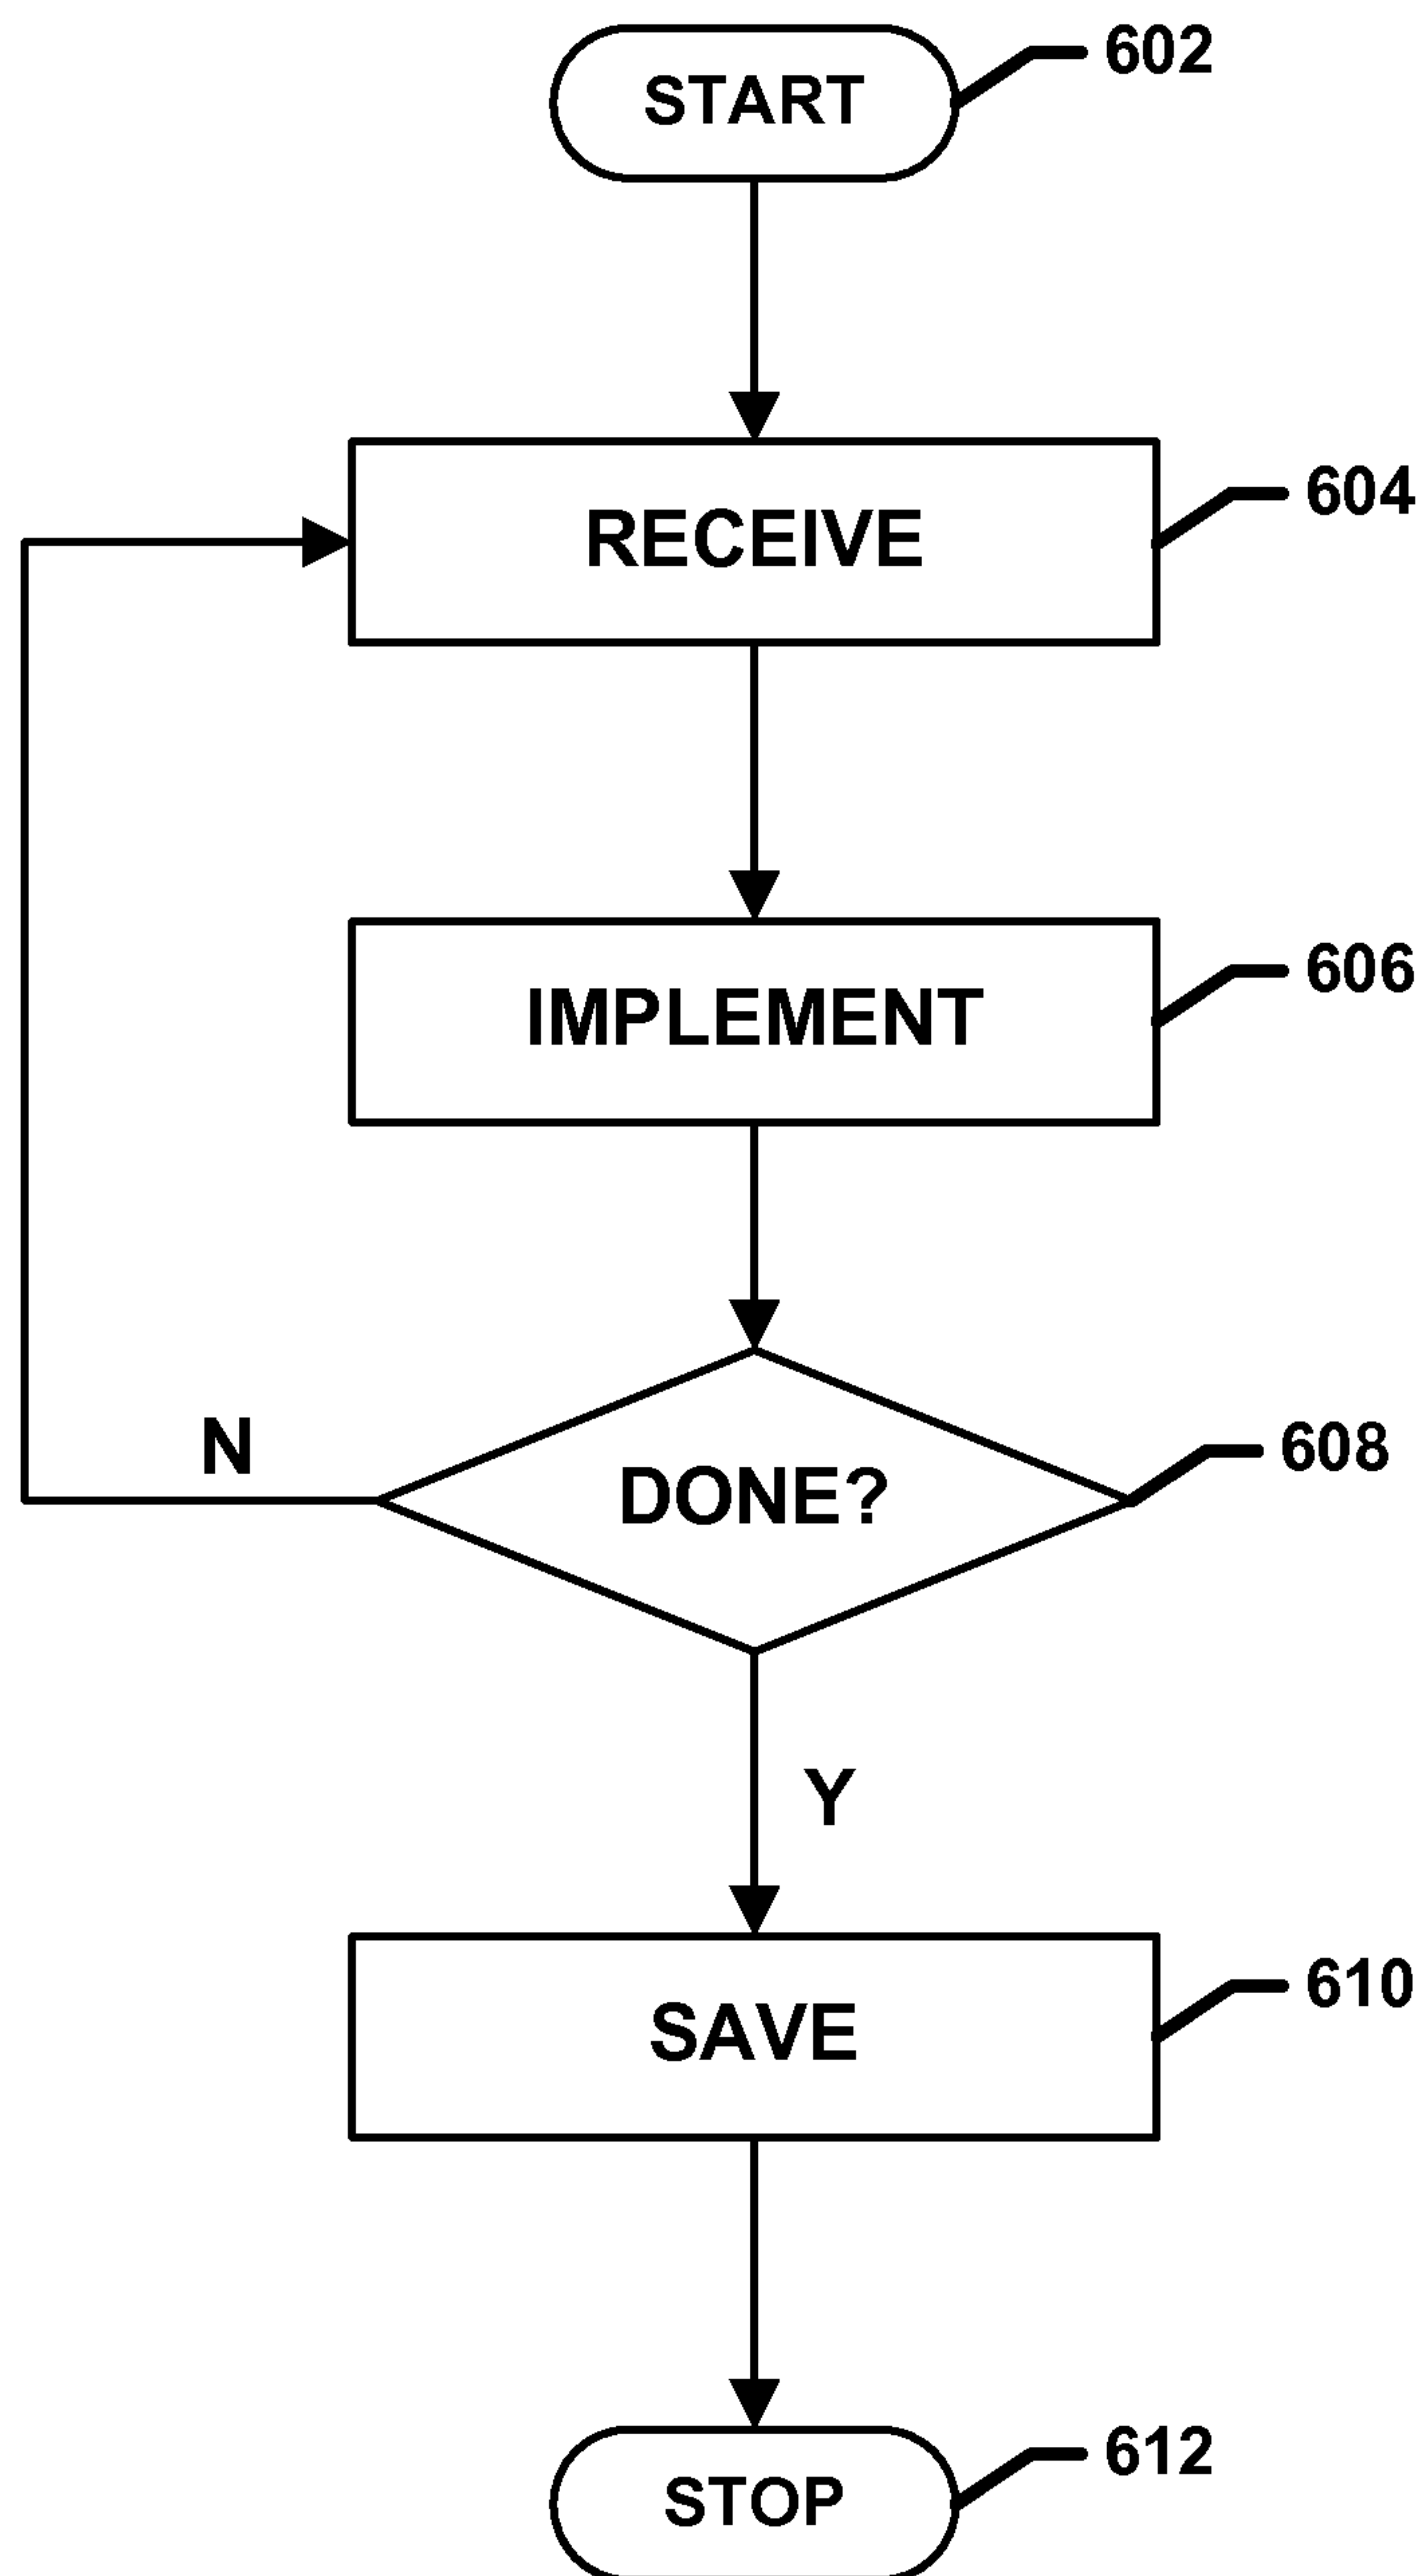 START
602
RECEIVE
604
IMPLEMENT
606
DONE?
608
N
Y
SAVE
610
STOP
612